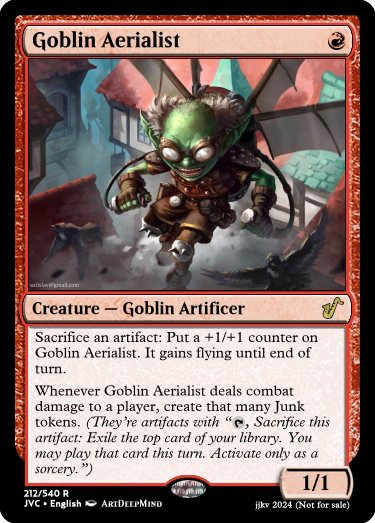 Goblin Aerialist
sstislav@gmail.com
Creature — Goblin Artificer
Sacrifice an artifact: Put a +1/+1 counter on
Goblin Aerialist. It gains flying until end of
turn.
Whenever Goblin Aerialist deals combat
damage to a player, create that many Junk
tokens. (They're artifacts with “, Sacrifice this
artifact: Exile the top card of your library. You
may play that card this turn. Activate only as a
sorcery.”)
1/1
212/540 R
JVC • English ArtDeepMind
jjkv 2024 (Not for sale)